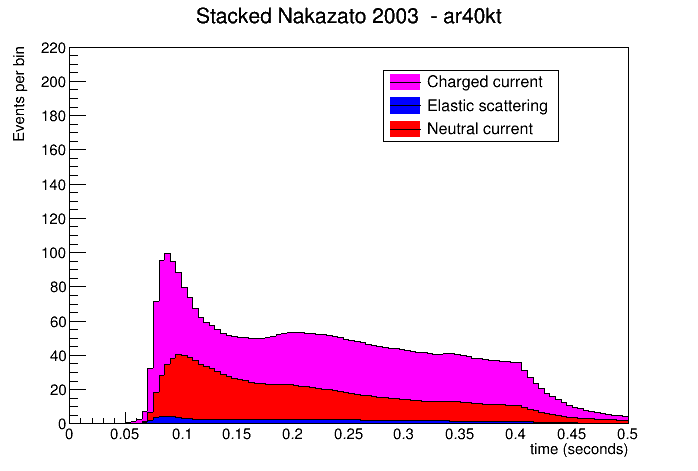 Stacked Nakazato 2003 - ar40kt
Events per bin
220
200
180
160
140
120
100
80
60
40
20
0
Charged current
Elastic scattering
Neutral current
0 0.05 0.1 0.15 0.2 0.25 0.3 0.35 0.4 0.45 0.5
time (seconds)